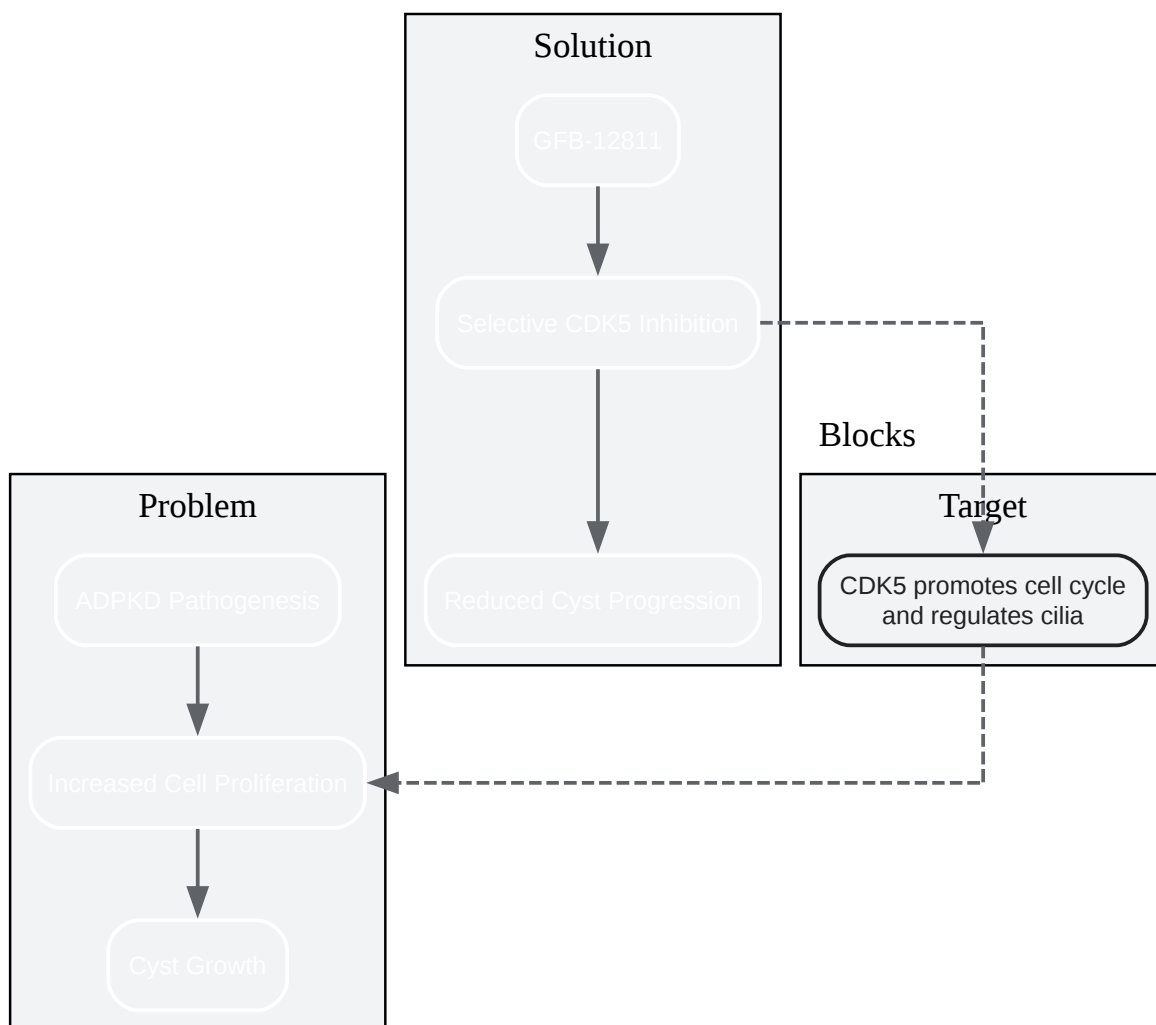 Solution
GFB-12811
Selective CDK5 Inhibition
Blocks
Problem
Target
ADPKD Pathogenesis
Reduced Cyst Progression
CDK5 promotes cell cycle
and regulates cilia
Increased Cell Proliferation
Cyst Growth